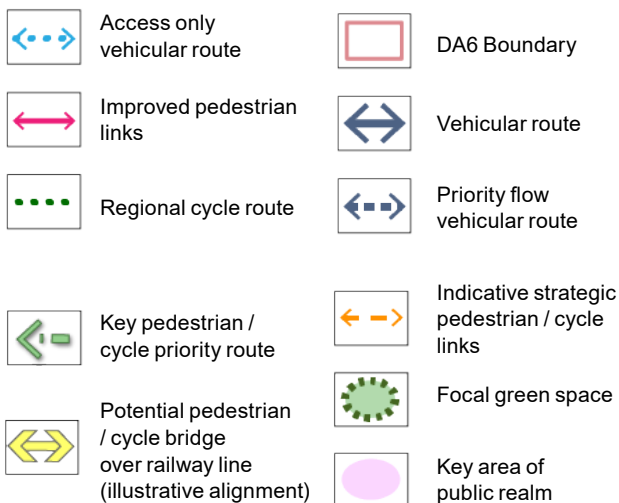 Access only
vehicular route
Improved pedestrian
links
Regional cycle route
Key pedestrian /
cycle priority route
Potential pedestrian
/ cycle bridge
over railway line
(illustrative alignment)
DA6 Boundary
Vehicular route
Priority flow
vehicular route
Indicative strategic
pedestrian / cycle
links
Focal green space
Key area of
public realm